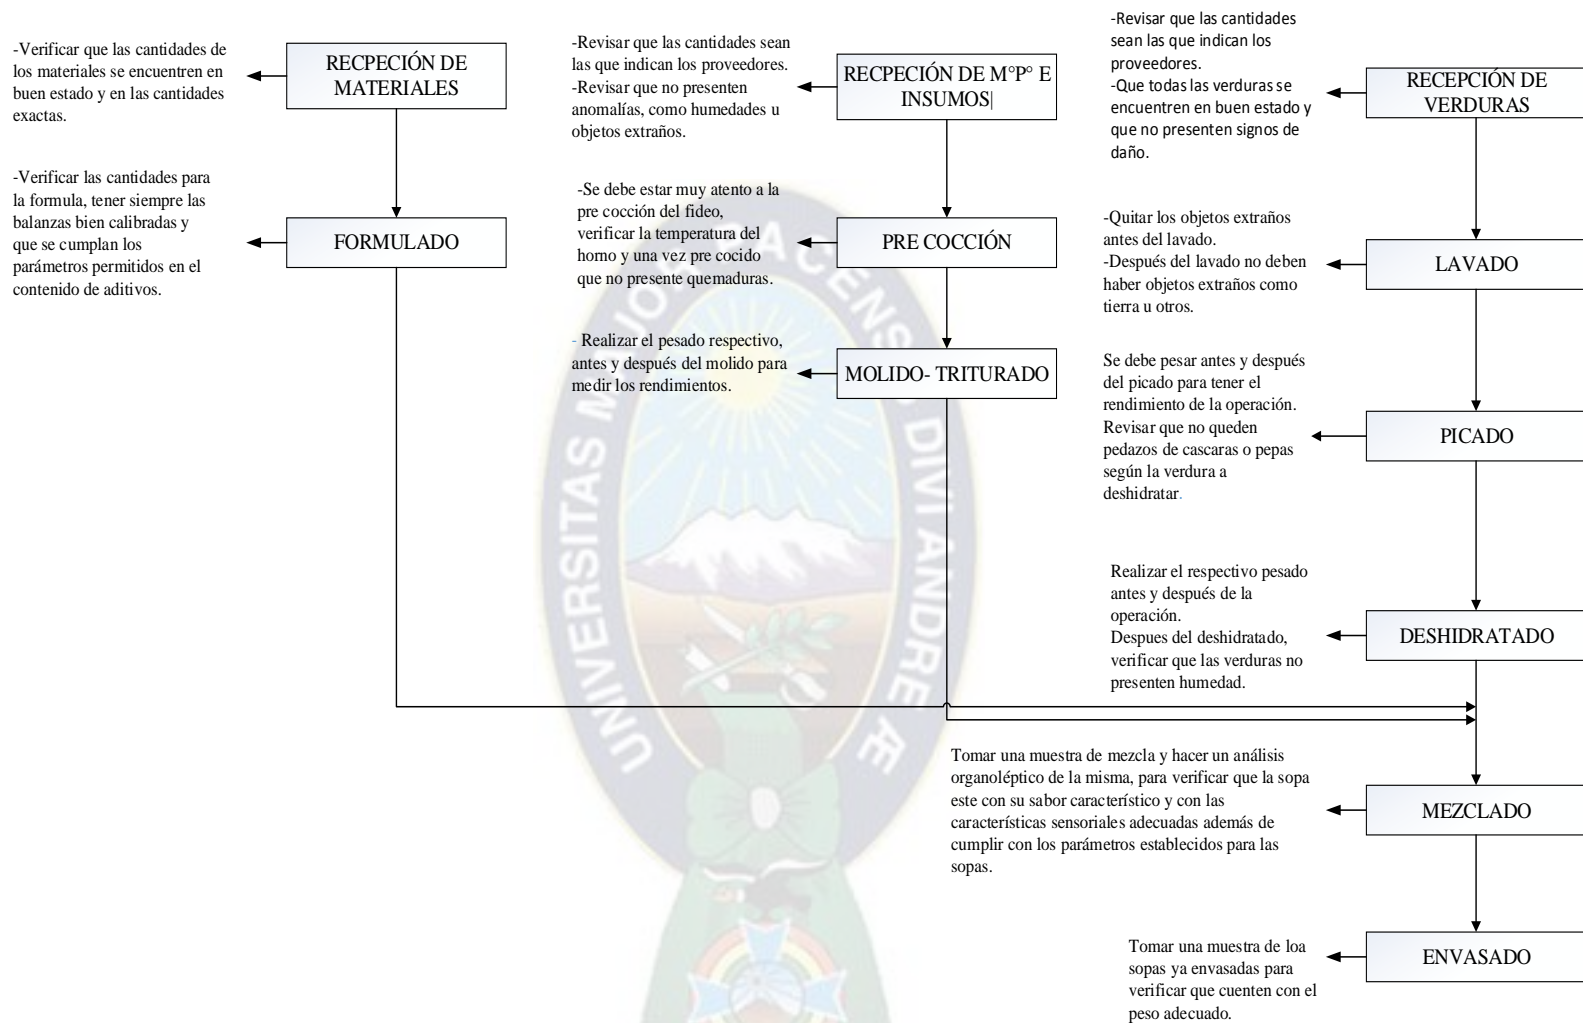 -Verificar que las cantidades de
los materiales se encuentren en
buen estado y en las cantidades
exactas.
RECPECIÓN DE
MATERIALES
-Verificar las cantidades para
la formula, tener siempre las
balanzas bien calibradas y
que se cumplan los
parámetros permitidos en el
contenido de aditivos.
FORMULADO
-Revisar que las cantidades sean
las que indican los proveedores.
-Revisar que no presenten
anomalías, como humedades u
objetos extraños.
RECPECIÓN DE M°P° E
INSUMOS|
-Se debe estar muy atento a la
pre cocción del fideo,
verificar la temperatura del
horno y una vez pre cocido
que no presente quemaduras.
PRE COCCIÓN
- Realizar el pesado respectivo,
antes y después del molido para
medir los rendimientos.
MOLIDO- TRITURADO
-Revisar que las cantidades
sean las que indican los
proveedores.
-Que todas las verduras se
encuentren en buen estado y
que no presenten signos de
daño.
RECEPCIÓN DE
VERDURAS
-Quitar los objetos extraños
antes del lavado.
-Después del lavado no deben
haber objetos extraños como
tierra u otros.
LAVADO
Se debe pesar antes y después
del picado para tener el
rendimiento de la operación.
Revisar que no queden
pedazos de cascaras o pepas
según la verdura a
deshidratar.
PICADO
Realizar el respectivo pesado
antes y después de la
operación.
Despues del deshidratado,
verificar que las verduras no
presenten humedad.
DESHIDRATADO
Tomar una muestra de mezcla y hacer un análisis
organoléptico de la misma, para verificar que la sopa
este con su sabor característico y con las
características sensoriales adecuadas además de
cumplir con los parámetros establecidos para las
sopas.
MEZCLADO
Tomar una muestra de loa
sopas ya envasadas para
verificar que cuenten con el
peso adecuado.
ENVASADO
UNIVERSITAS MAJOR PACENSIS DIVI ANDRE Æ